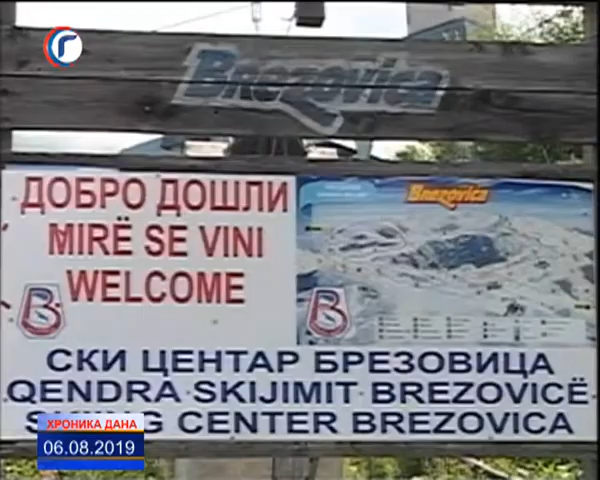 Brezovica
ДОБРО ДОШЛИ
MIRË SE VINI
WELCOME
Brezovica
СКИ ЦЕНТАР БРЕЗОВИЦА
QENDRA SKIJIMIT BREZOVICË
CENTER BREZOVICA
ХРОНИКА ДАНА
06.08.2019